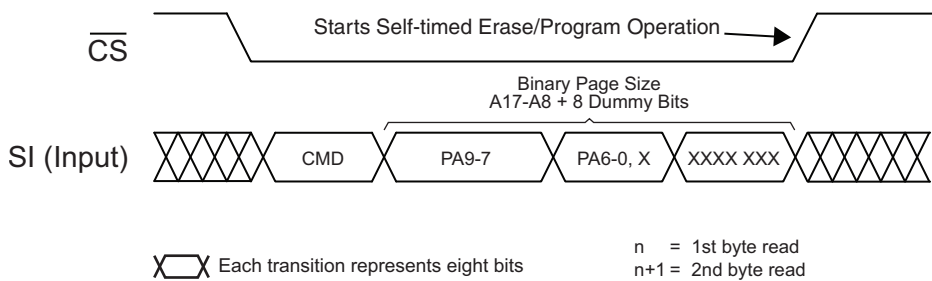 Starts Self-timed Erase/Program Operation
CS
Binary Page Size
A17-A8 + 8 Dummy Bits
SI (Input)
CMD
PA9-7
PA6-0, X
XXXX XXX
Each transition represents eight bits
n = 1st byte read
n+1 = 2nd byte read